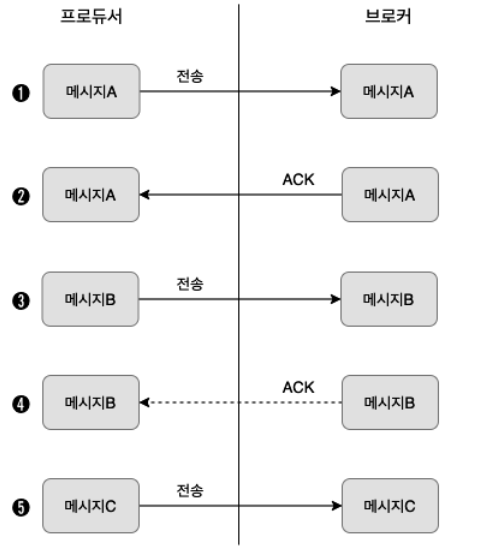 프로듀서 브로커
전송
❶ 메시지A 메시지A
ACK
❷ 메시지A 메시지A
전송
❸ 메시지B 메시지B
ACK
❹ 메시지B 메시지B
전송
❺ 메시지C 메시지C